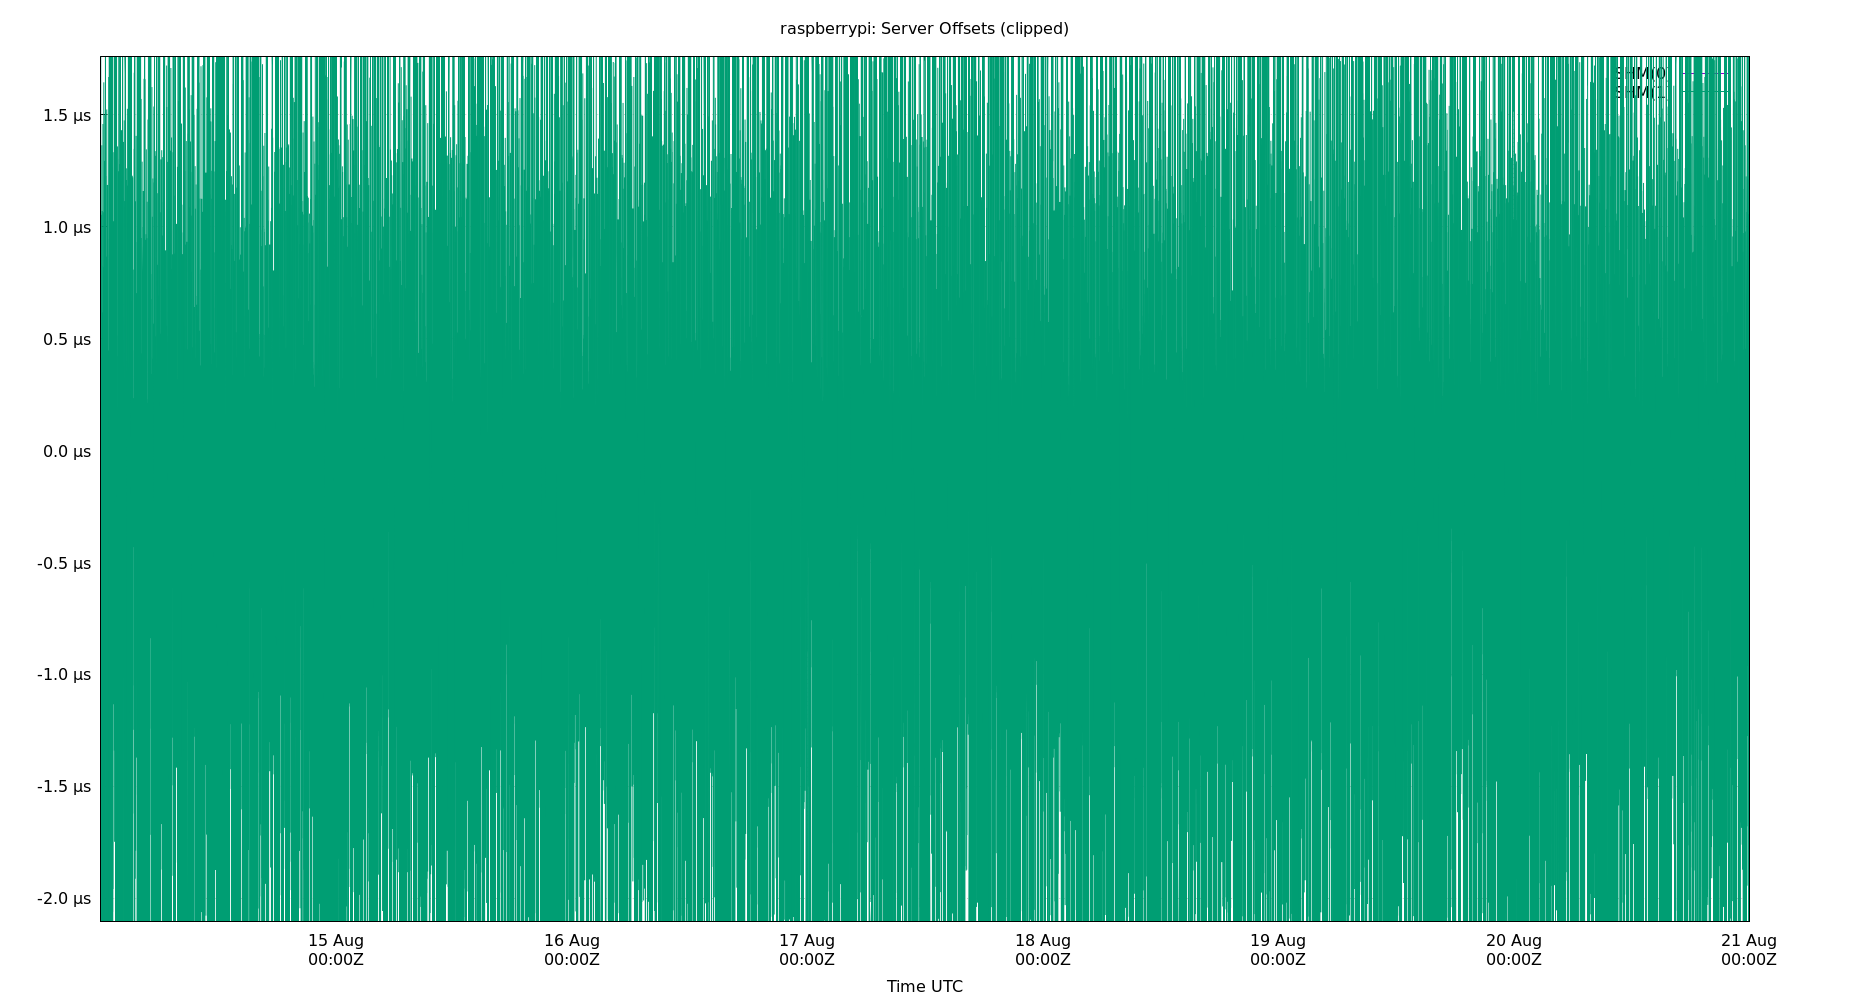 raspberrypi: Server Offsets (clipped)
SHM(0)
1.5 µs
1.0 µs
0.5 µs
0.0 µs
-0.5 µs
-1.0 µs
-1.5 µs
-2.0 µs
15 Aug 16 Aug 17 Aug 18 Aug 19 Aug 20 Aug 21 Aug
00:00Z 00:00Z 00:00Z 00:00Z 00:00Z 00:00Z 00:00Z
Time UTC